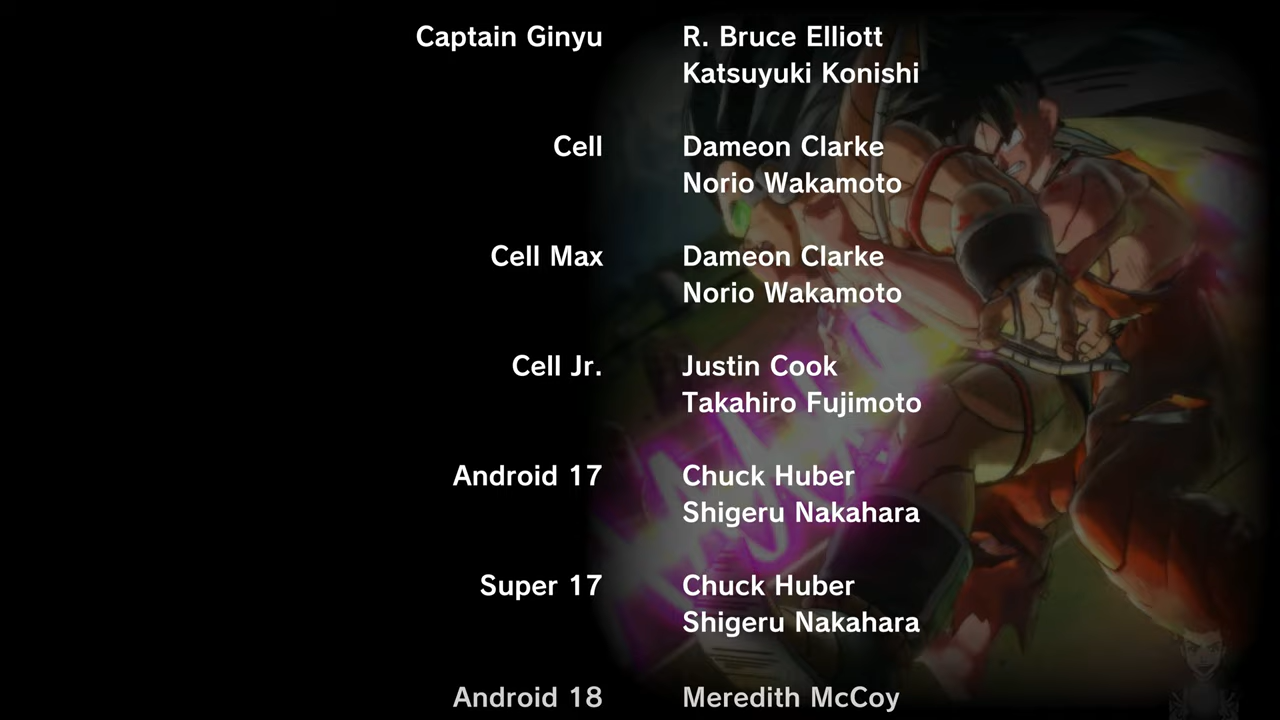 Captain Ginyu R. Bruce Elliott
Katsuyuki Konishi
Cell Dameon Clarke
Norio Wakamoto
Cell Max Dameon Clarke
Norio Wakamoto
Cell Jr. Justin Cook
Takahiro Fujimoto
Android 17 Chuck Huber
Shigeru Nakahara
Super 17 Chuck Huber
Shigeru Nakahara
Android 18 Meredith McCoy